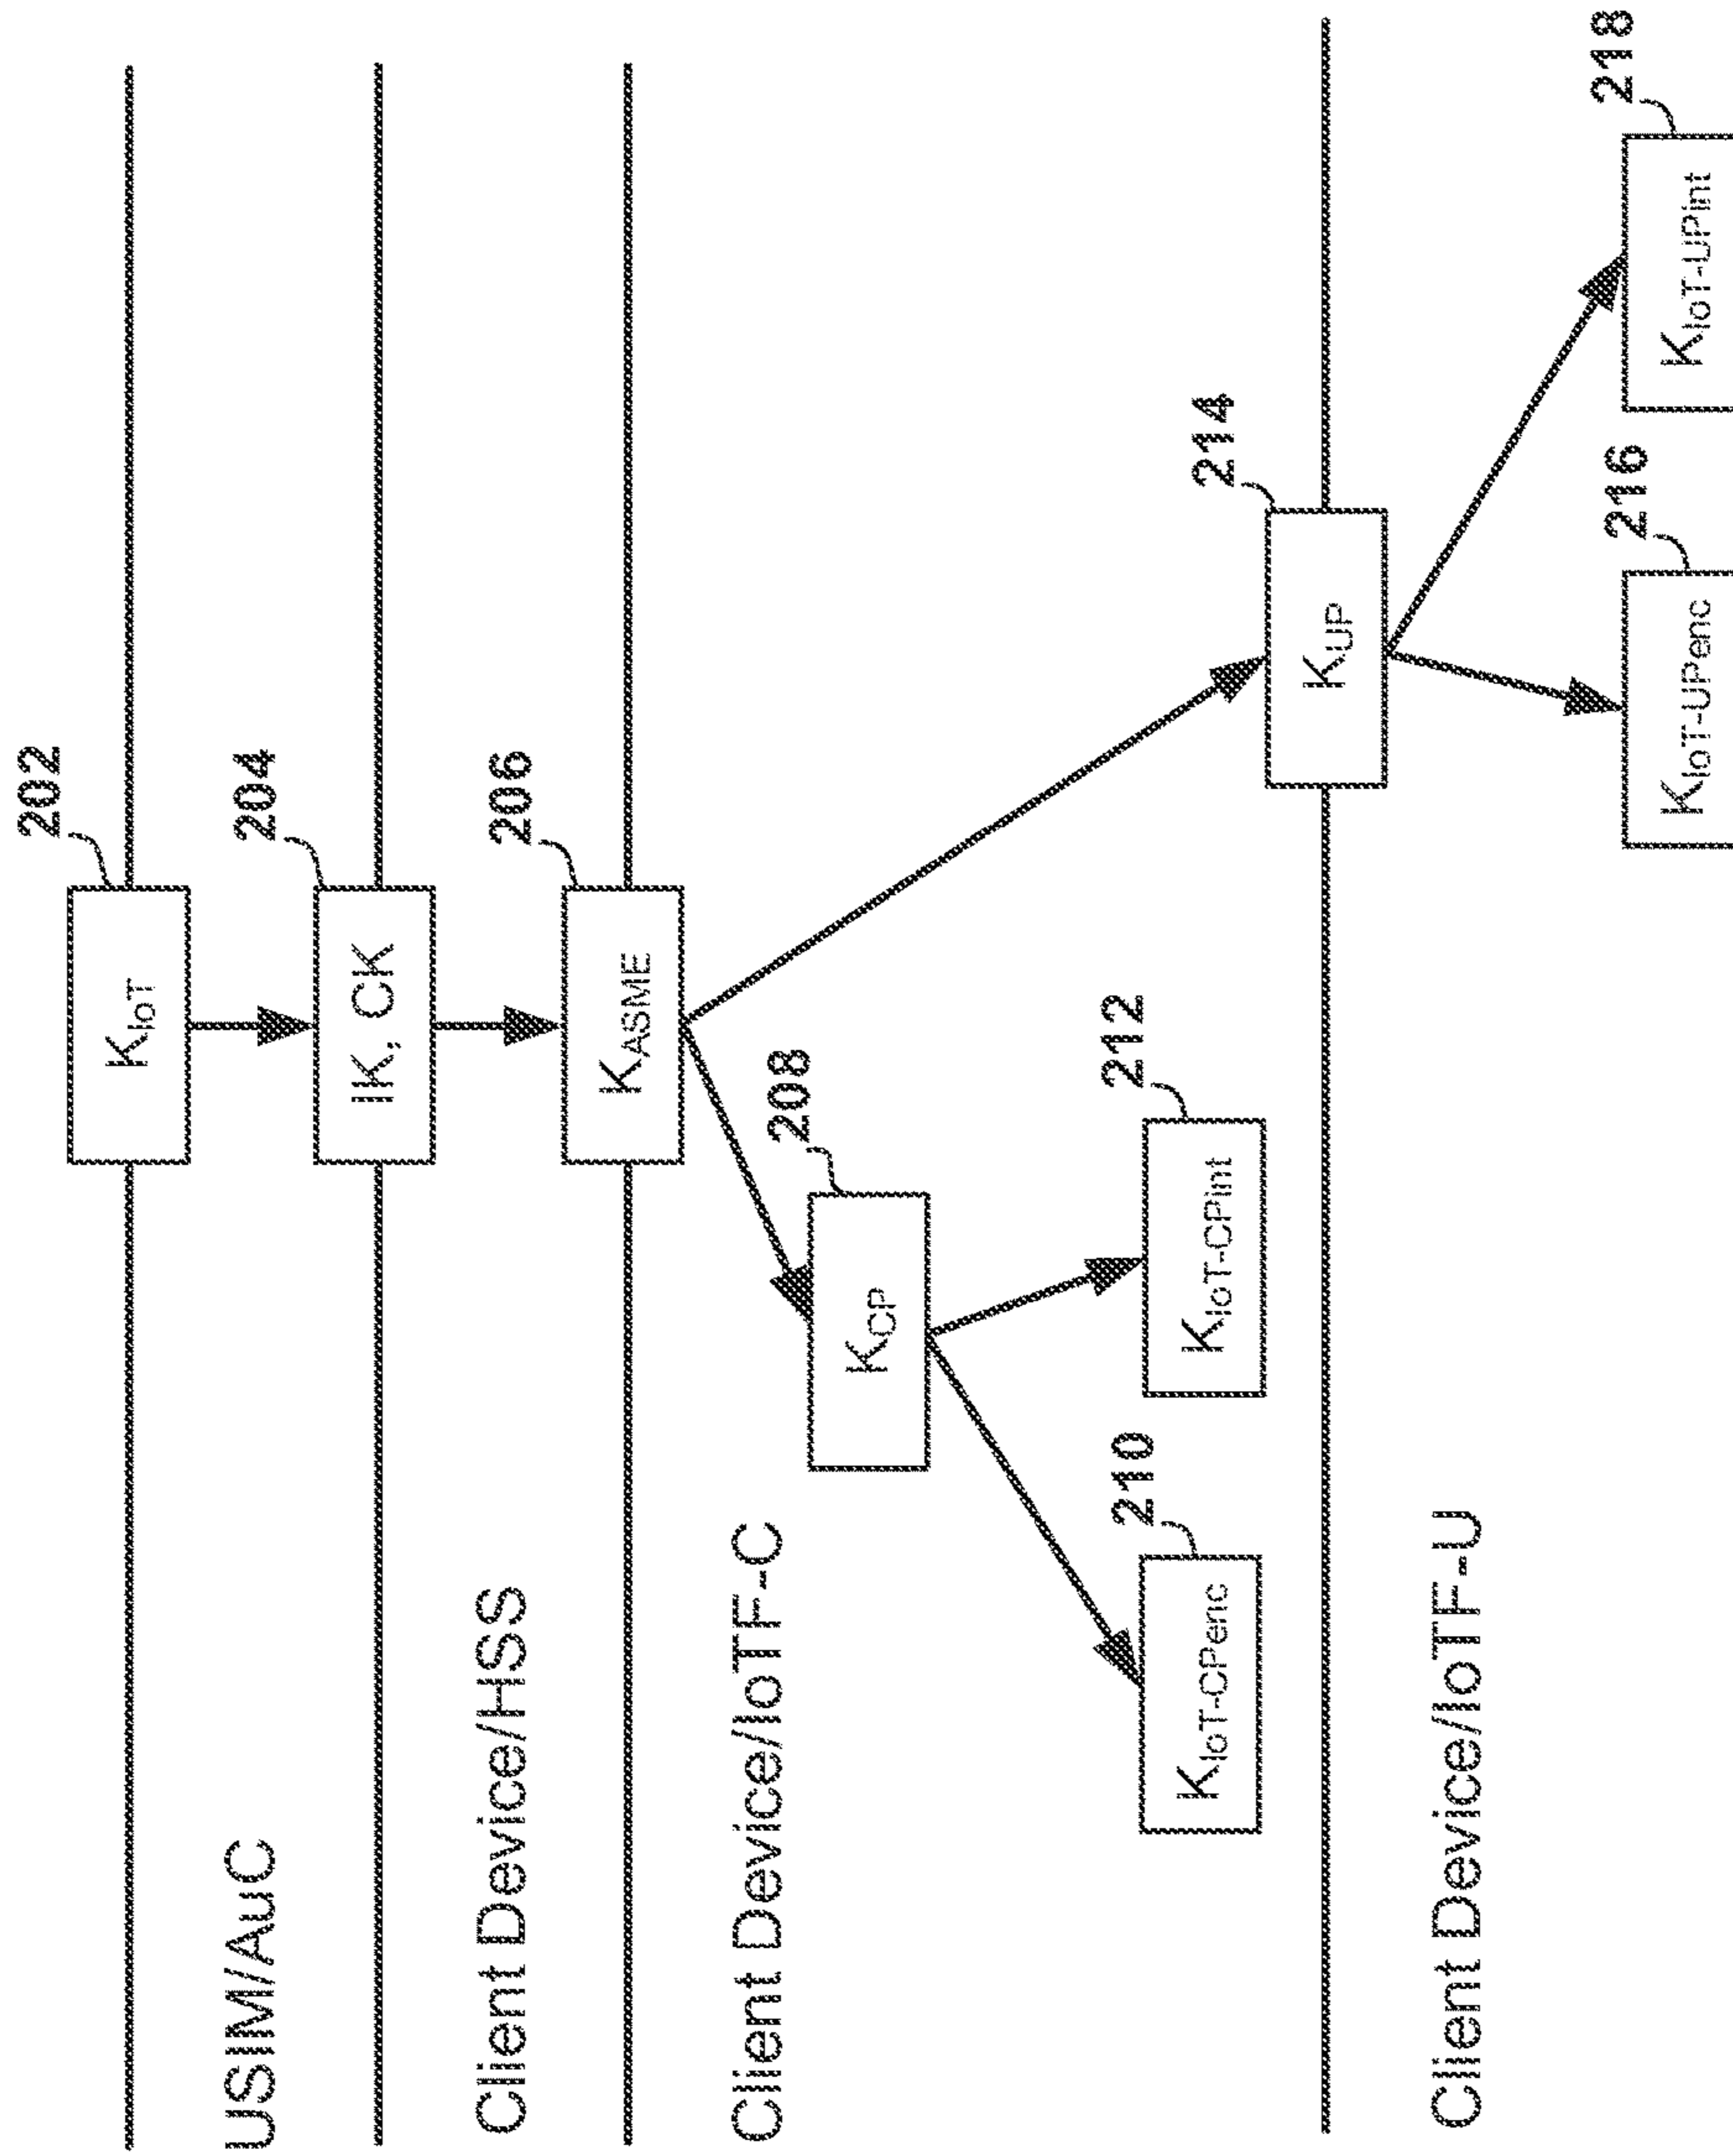 202
K_IoT
USIM/AuC
204
IK, CK
Client Device/HSS
206
K_ASME
Client Device/IoTF-C
208
K_CP
210
K_IoT-CPenc
212
K_IoT-CPint
214
K_UP
Client Device/IoTF-U
216
K_IoT-UPenc
218
K_IoT-UPint